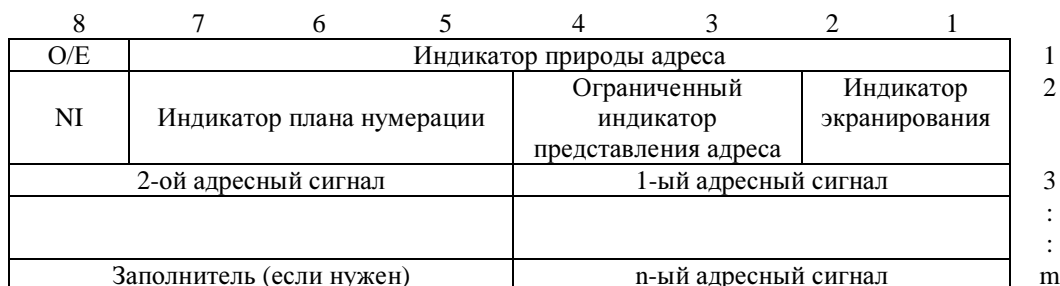 8 7 6 5 4 3 2 1
O/E Индикатор природы адреса 1
NI Индикатор плана нумерации Ограниченный индикатор представления адреса Индикатор экранирования 2
2-ой адресный сигнал 1-ый адресный сигнал 3
:
:
Заполнитель (если нужен) n-ый адресный сигнал m